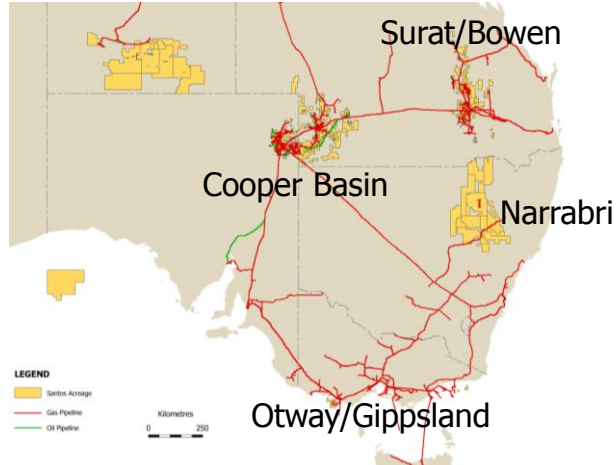 Surat/Bowen
Cooper Basin
Narrabri
Otway/Gippsland
LEGEND
Santos Acreage
Gas Pipeline
Oil Pipeline
Kilometres
0 250